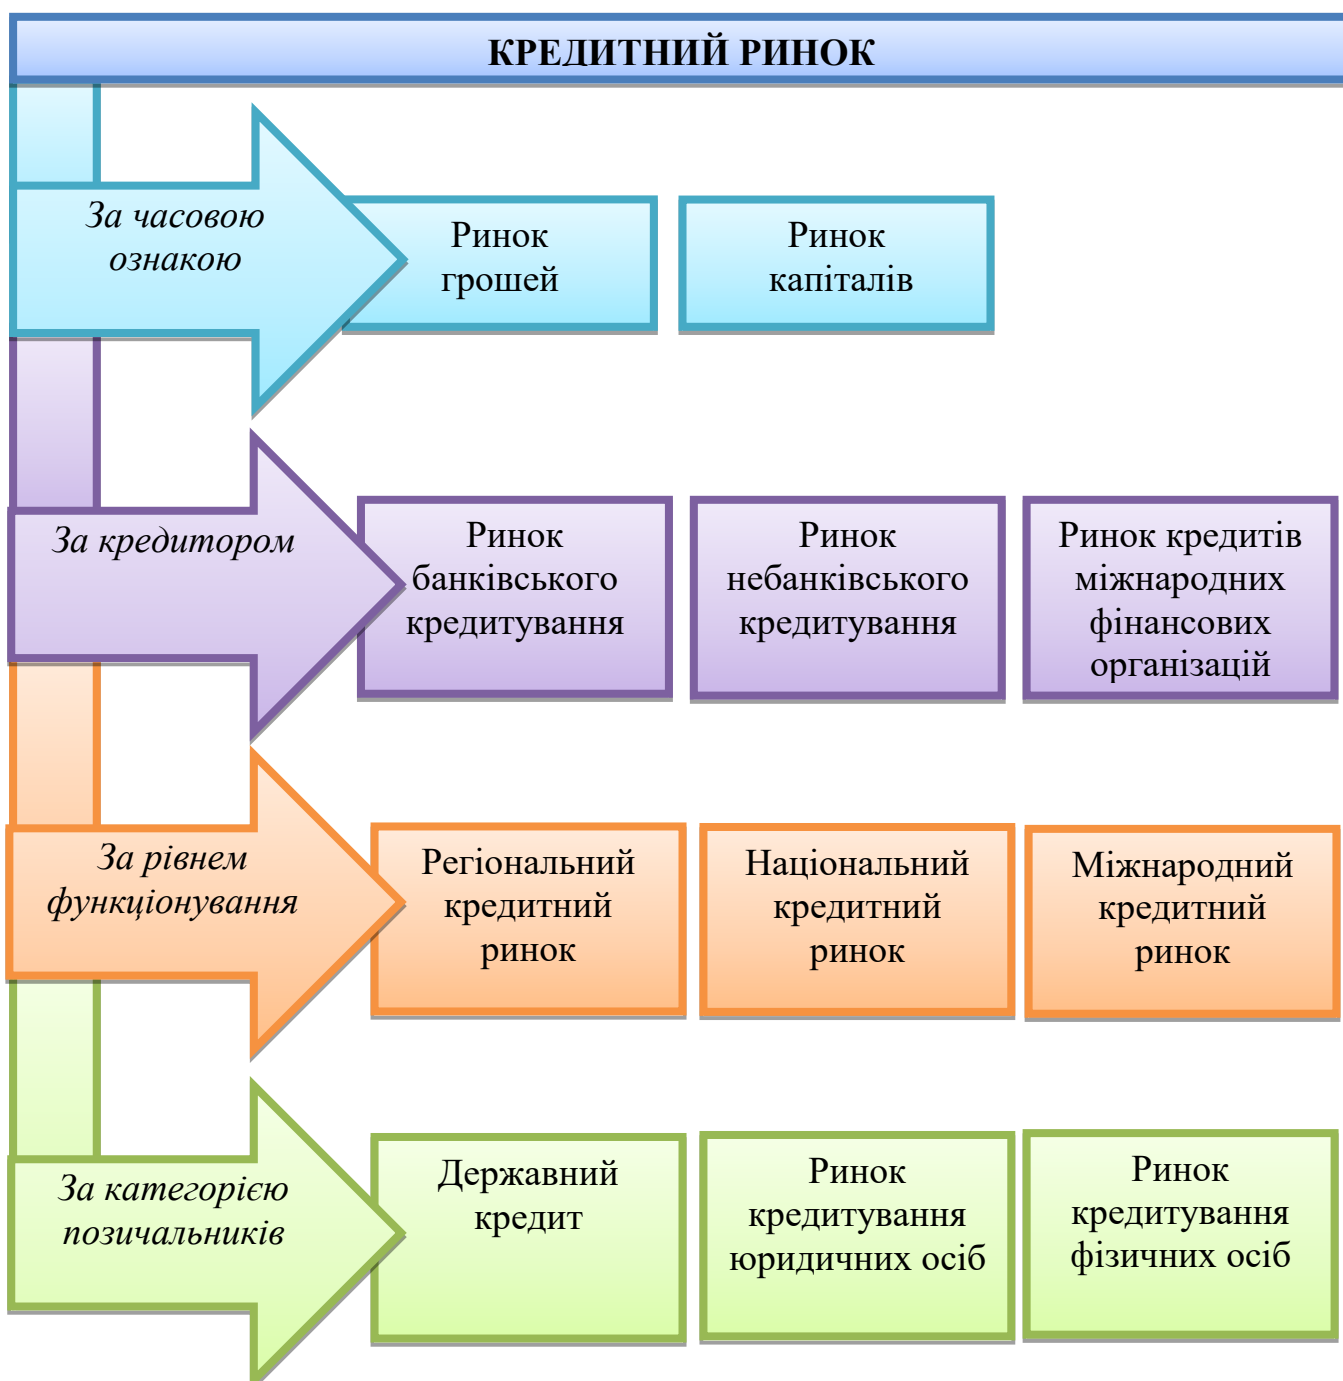 КРЕДИТНИЙ РИНОК
За часовою
ознакою
Ринок
грошей
Ринок
капіталів
За кредитором
Ринок
банківського
кредитування
Ринок
небанківського
кредитування
Ринок кредитів
міжнародних
фінансових
організацій
За рівнем
функціонування
Регіональний
кредитний
ринок
Національний
кредитний
ринок
Міжнародний
кредитний
ринок
За категорією
позичальників
Державний
кредит
Ринок
кредитування
юридичних осіб
Ринок
кредитування
фізичних осіб